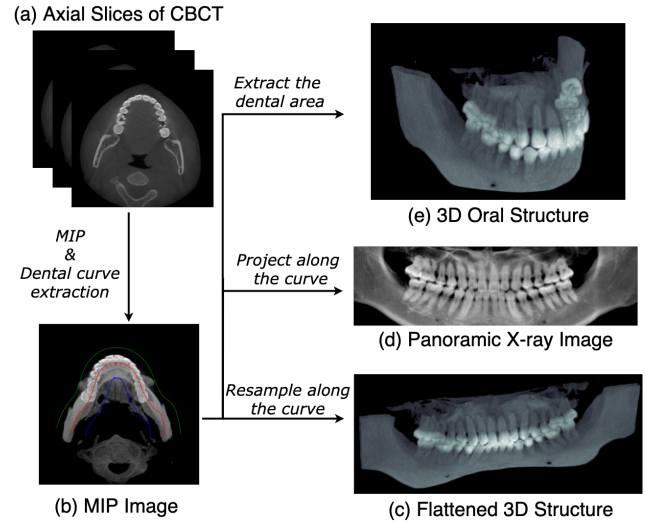 (a) Axial Slices of CBCT
Extract the
dental area
(e) 3D Oral Structure
MIP
&
Dental curve
extraction
Project along
the curve
(d) Panoramic X-ray Image
Resample along
the curve
(b) MIP Image
(c) Flattened 3D Structure